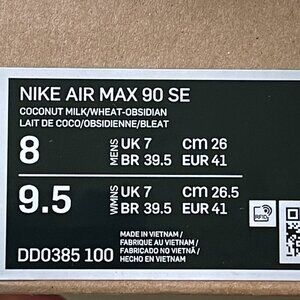 NIKE AIR MAX 90 SE
COCONUT MILK/WHEAT-OBSIDIAN
LAIT DE COCO/OBSIDIENNE/BLEAT
8 MENS UK 7 CM 26
BR 39.5 EUR 41
9.5 WMNS UK 7 CM 26.5
BR 39.5 EUR 41
RFID
DD0385 100
MADE IN VIETNAM /
FABRIQUE AU VIETNAM /
FABRICADO NO VIETNÃ /
HECHO EN VIETNAM